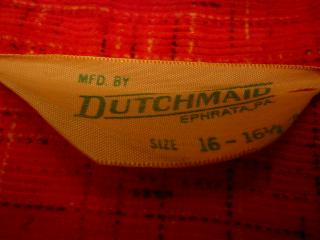 MFD. BY
DUTCHMAID
EPHRATA, PA.
SIZE 16 - 16½